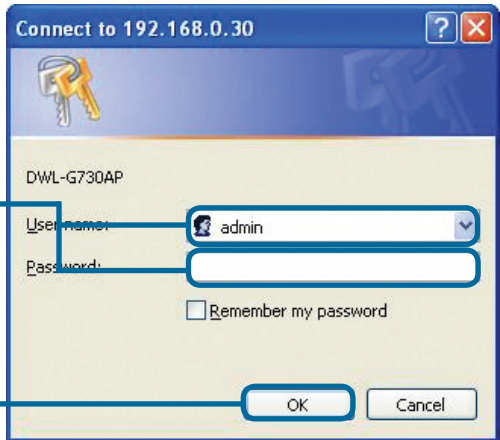 Connect to 192.168.0.30
DWL-G730AP
User name:
admin
Password:
Remember my password
OK
Cancel